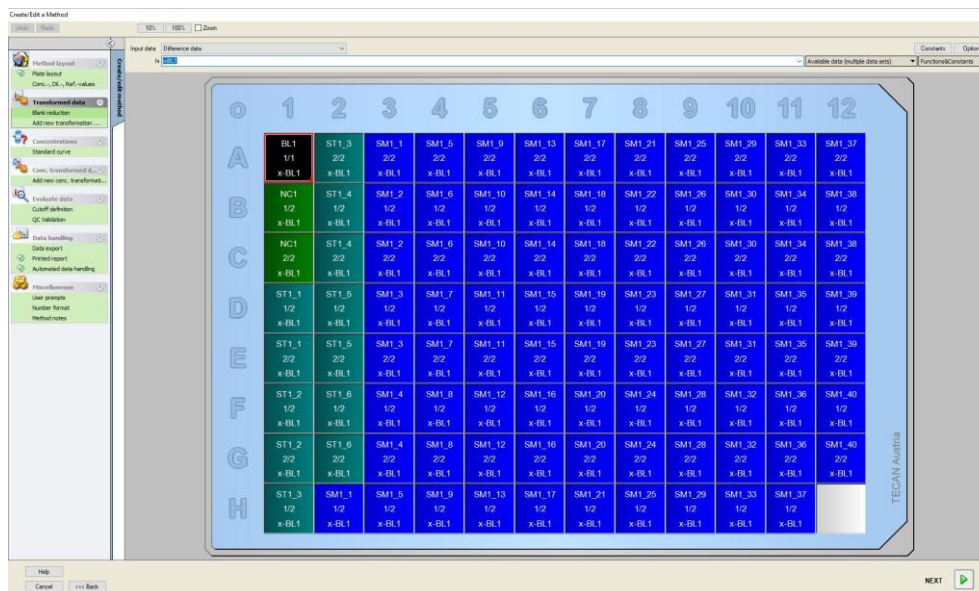 Create/Edit a Method
Undo Redo 10% 100% Zoom
Input data: Difference data Constants Option
fx x-BL1 Available data (multiple data sets) Functions&Constants
Create/edit method
Method layout
Plate layout
Conc.-, Dil.-, Ref.-values
Transformed data
Blank reduction
Add new transformation ...
Concentrations
Standard curve
Conc. transformed d...
Add new conc. transformati...
Evaluate data
Cutoff definition
QC Validation
Data handling
Data export
Printed report
Automated data handling
Miscellaneous
User prompts
Number format
Method notes
1 2 3 4 5 6 7 8 9 10 11 12
A
BL1 ST1_3 SM1_1 SM1_5 SM1_9 SM1_13 SM1_17 SM1_21 SM1_25 SM1_29 SM1_33 SM1_37
1/1 2/2 2/2 2/2 2/2 2/2 2/2 2/2 2/2 2/2 2/2 2/2
x-BL1 x-BL1 x-BL1 x-BL1 x-BL1 x-BL1 x-BL1 x-BL1 x-BL1 x-BL1 x-BL1 x-BL1
B
NC1 ST1_4 SM1_2 SM1_6 SM1_10 SM1_14 SM1_18 SM1_22 SM1_26 SM1_30 SM1_34 SM1_38
1/2 1/2 1/2 1/2 1/2 1/2 1/2 1/2 1/2 1/2 1/2 1/2
x-BL1 x-BL1 x-BL1 x-BL1 x-BL1 x-BL1 x-BL1 x-BL1 x-BL1 x-BL1 x-BL1 x-BL1
C
NC1 ST1_4 SM1_2 SM1_6 SM1_10 SM1_14 SM1_18 SM1_22 SM1_26 SM1_30 SM1_34 SM1_38
2/2 2/2 2/2 2/2 2/2 2/2 2/2 2/2 2/2 2/2 2/2 2/2
x-BL1 x-BL1 x-BL1 x-BL1 x-BL1 x-BL1 x-BL1 x-BL1 x-BL1 x-BL1 x-BL1 x-BL1
D
ST1_1 ST1_5 SM1_3 SM1_7 SM1_11 SM1_15 SM1_19 SM1_23 SM1_27 SM1_31 SM1_35 SM1_39
1/2 1/2 1/2 1/2 1/2 1/2 1/2 1/2 1/2 1/2 1/2 1/2
x-BL1 x-BL1 x-BL1 x-BL1 x-BL1 x-BL1 x-BL1 x-BL1 x-BL1 x-BL1 x-BL1 x-BL1
E
ST1_1 ST1_5 SM1_3 SM1_7 SM1_11 SM1_15 SM1_19 SM1_23 SM1_27 SM1_31 SM1_35 SM1_39
2/2 2/2 2/2 2/2 2/2 2/2 2/2 2/2 2/2 2/2 2/2 2/2
x-BL1 x-BL1 x-BL1 x-BL1 x-BL1 x-BL1 x-BL1 x-BL1 x-BL1 x-BL1 x-BL1 x-BL1
F
ST1_2 ST1_6 SM1_4 SM1_8 SM1_12 SM1_16 SM1_20 SM1_24 SM1_28 SM1_32 SM1_36 SM1_40
1/2 1/2 1/2 1/2 1/2 1/2 1/2 1/2 1/2 1/2 1/2 1/2
x-BL1 x-BL1 x-BL1 x-BL1 x-BL1 x-BL1 x-BL1 x-BL1 x-BL1 x-BL1 x-BL1 x-BL1
G
ST1_2 ST1_6 SM1_4 SM1_8 SM1_12 SM1_16 SM1_20 SM1_24 SM1_28 SM1_32 SM1_36 SM1_40
2/2 2/2 2/2 2/2 2/2 2/2 2/2 2/2 2/2 2/2 2/2 2/2
x-BL1 x-BL1 x-BL1 x-BL1 x-BL1 x-BL1 x-BL1 x-BL1 x-BL1 x-BL1 x-BL1 x-BL1
H
ST1_3 SM1_1 SM1_5 SM1_9 SM1_13 SM1_17 SM1_21 SM1_25 SM1_29 SM1_33 SM1_37
1/2 1/2 1/2 1/2 1/2 1/2 1/2 1/2 1/2 1/2 1/2
x-BL1 x-BL1 x-BL1 x-BL1 x-BL1 x-BL1 x-BL1 x-BL1 x-BL1 x-BL1 x-BL1
TECAN Austria
Help
Cancel <<< Back
NEXT